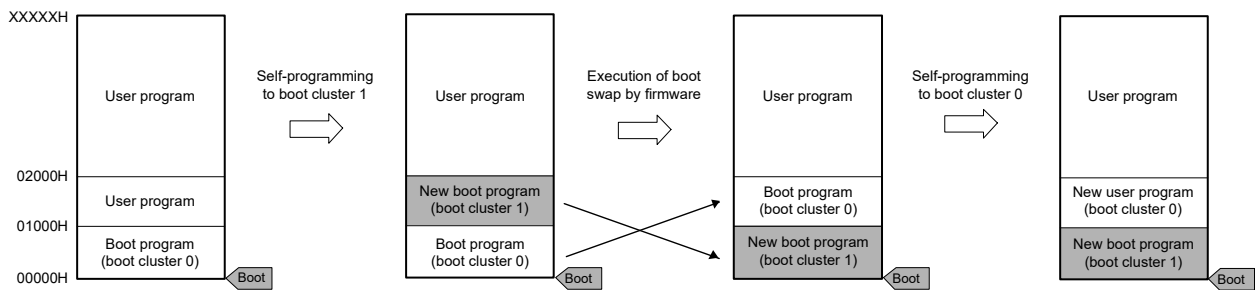 XXXXXH
User program
02000H
User program
01000H
Boot program
(boot cluster 0)
00000H
Boot
Self-programming
to boot cluster 1
User program
New boot program
(boot cluster 1)
Boot program
(boot cluster 0)
Boot
Execution of boot
swap by firmware
User program
Boot program
(boot cluster 0)
New boot program
(boot cluster 1)
Boot
Self-programming
to boot cluster 0
User program
New user program
(boot cluster 0)
New boot program
(boot cluster 1)
Boot